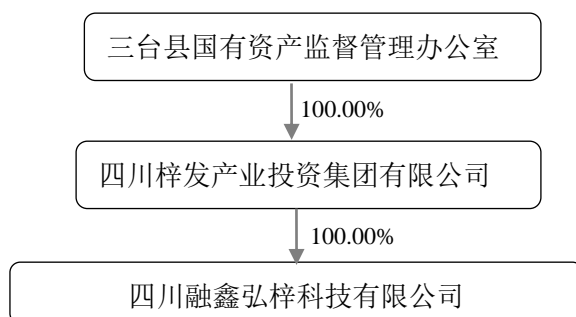 三台县国有资产监督管理办公室
100.00%
四川梓发产业投资集团有限公司
100.00%
四川融鑫弘梓科技有限公司